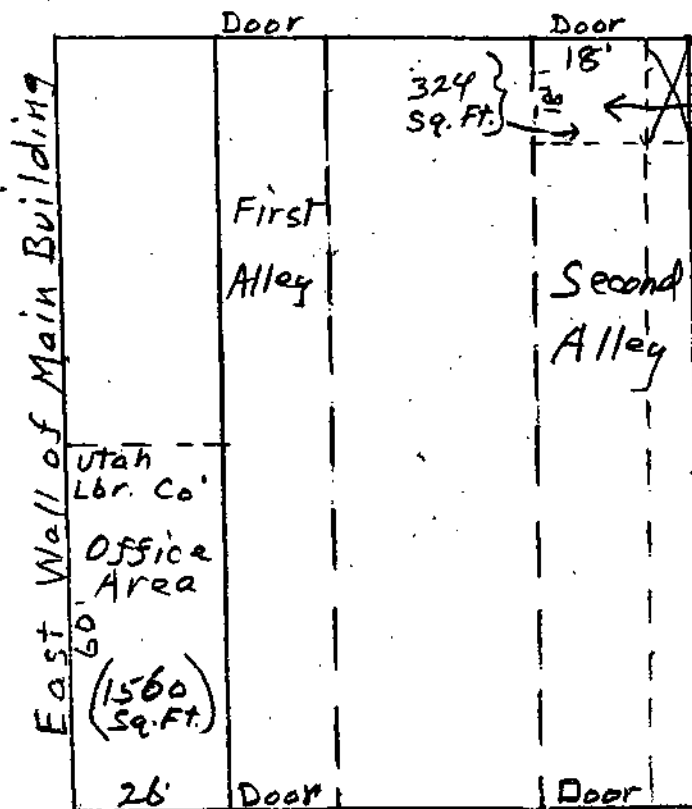 Door
Door
18'
324
Sq. Ft.
18'
East Wall of Main Building
First
Alley
Second
Alley
Utah
Lbr. Co'
Office
Area
60'
(1560
Sq. Ft.)
26'
Door
Door